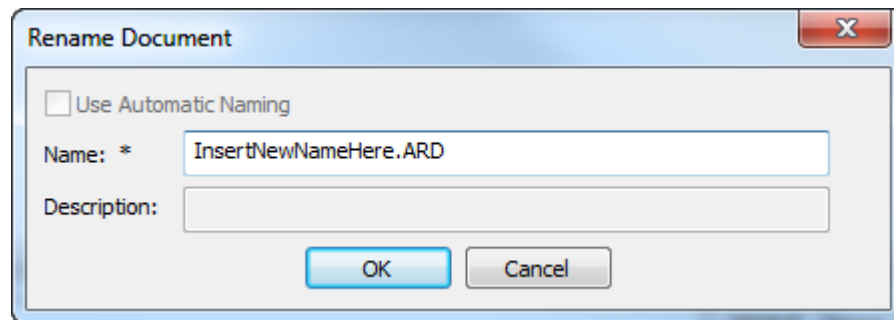 Rename Document
Use Automatic Naming
Name: * InsertNewNameHere.ARD
Description:
OK Cancel